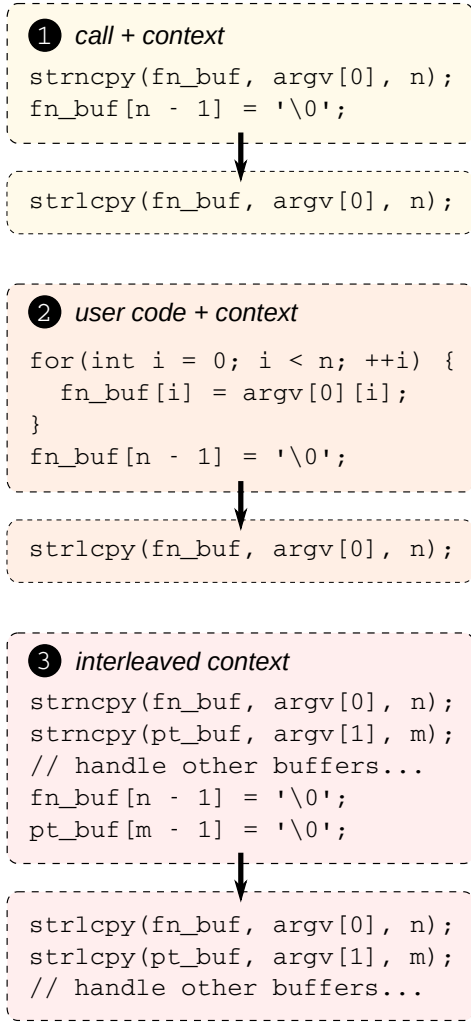 1 call + context
strncpy(fn_buf, argv[0], n);
fn_buf[n - 1] = '\0';
strlcpy(fn_buf, argv[0], n);
2 user code + context
for(int i = 0; i < n; ++i) {
  fn_buf[i] = argv[0][i];
}
fn_buf[n - 1] = '\0';
strlcpy(fn_buf, argv[0], n);
3 interleaved context
strncpy(fn_buf, argv[0], n);
strncpy(pt_buf, argv[1], m);
// handle other buffers...
fn_buf[n - 1] = '\0';
pt_buf[m - 1] = '\0';
strlcpy(fn_buf, argv[0], n);
strlcpy(pt_buf, argv[1], m);
// handle other buffers...